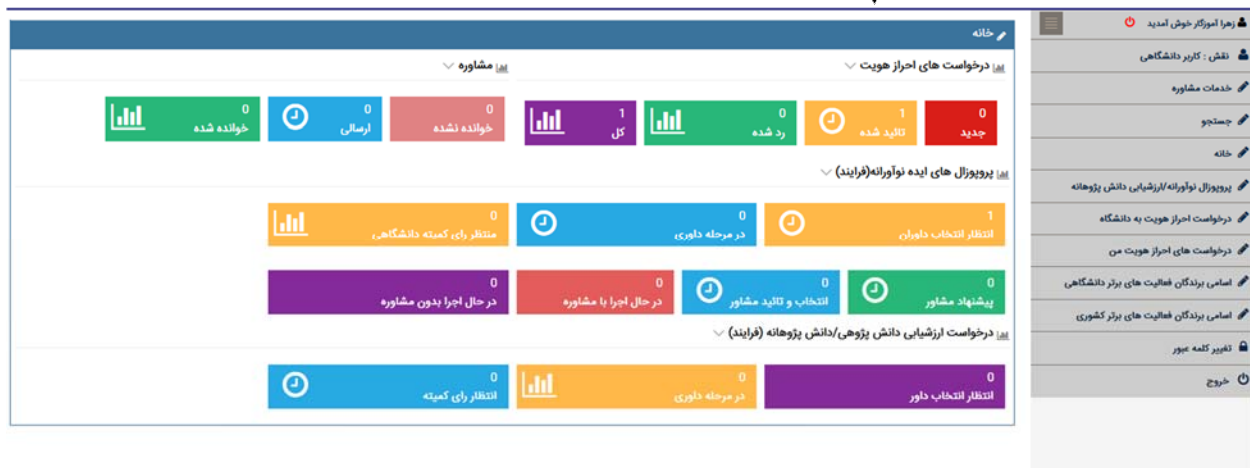 زهرا آموزگار خوش آمدید
نقش : کاربر دانشگاهی
خدمات مشاوره
جستجو
خانه
پروپوزال نوآورانه/ارزشیابی دانش پژوهانه
درخواست احراز هویت به دانشگاه
درخواست های احراز هویت من
اسامی برندگان فعالیت های برتر دانشگاهی
اسامی برندگان فعالیت های برتر کشوری
تغییر کلمه عبور
خروج
خانه
درخواست های احراز هویت
0
جدید
1
تائید شده
0
رد شده
1
کل
مشاوره
0
خوانده نشده
0
ارسالی
0
خوانده شده
پروپوزال های ایده نوآورانه(فرایند)
1
انتظار انتخاب داوران
0
در مرحله داوری
0
منتظر رای کمیته دانشگاهی
0
پیشنهاد مشاور
0
انتخاب و تائید مشاور
0
در حال اجرا با مشاوره
0
در حال اجرا بدون مشاوره
درخواست ارزشیابی دانش پژوهی/دانش پژوهانه (فرایند)
0
انتظار انتخاب داور
0
در مرحله داوری
0
انتظار رای کمیته